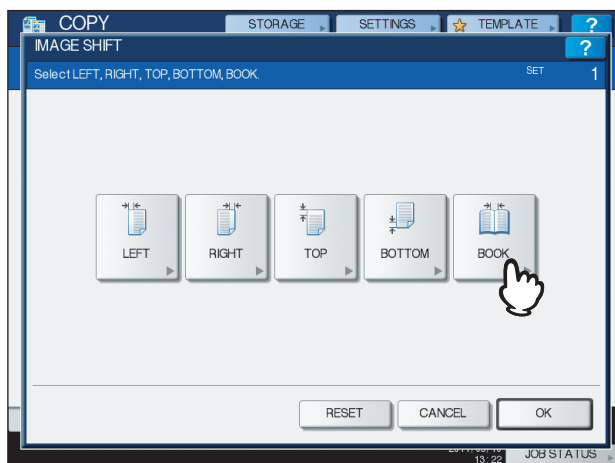 COPY STORAGE SETTINGS TEMPLATE ?
IMAGE SHIFT ?
Select LEFT, RIGHT, TOP, BOTTOM, BOOK. SET 1
LEFT RIGHT TOP BOTTOM BOOK
RESET CANCEL OK
13:22 JOB STATUS